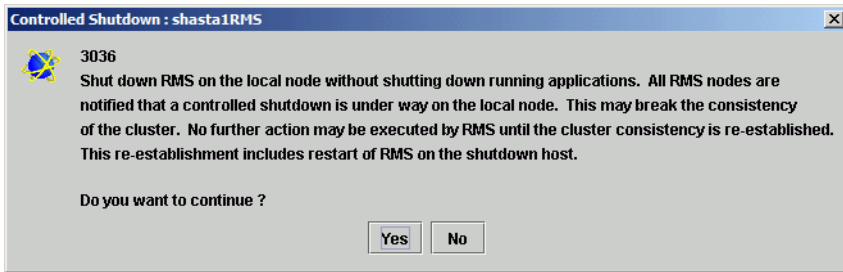 Controlled Shutdown : shasta1RMS
3036
Shut down RMS on the local node without shutting down running applications.  All RMS nodes are
notified that a controlled shutdown is under way on the local node.  This may break the consistency
of the cluster.  No further action may be executed by RMS until the cluster consistency is re-established.
This re-establishment includes restart of RMS on the shutdown host.
Do you want to continue ?
Yes No